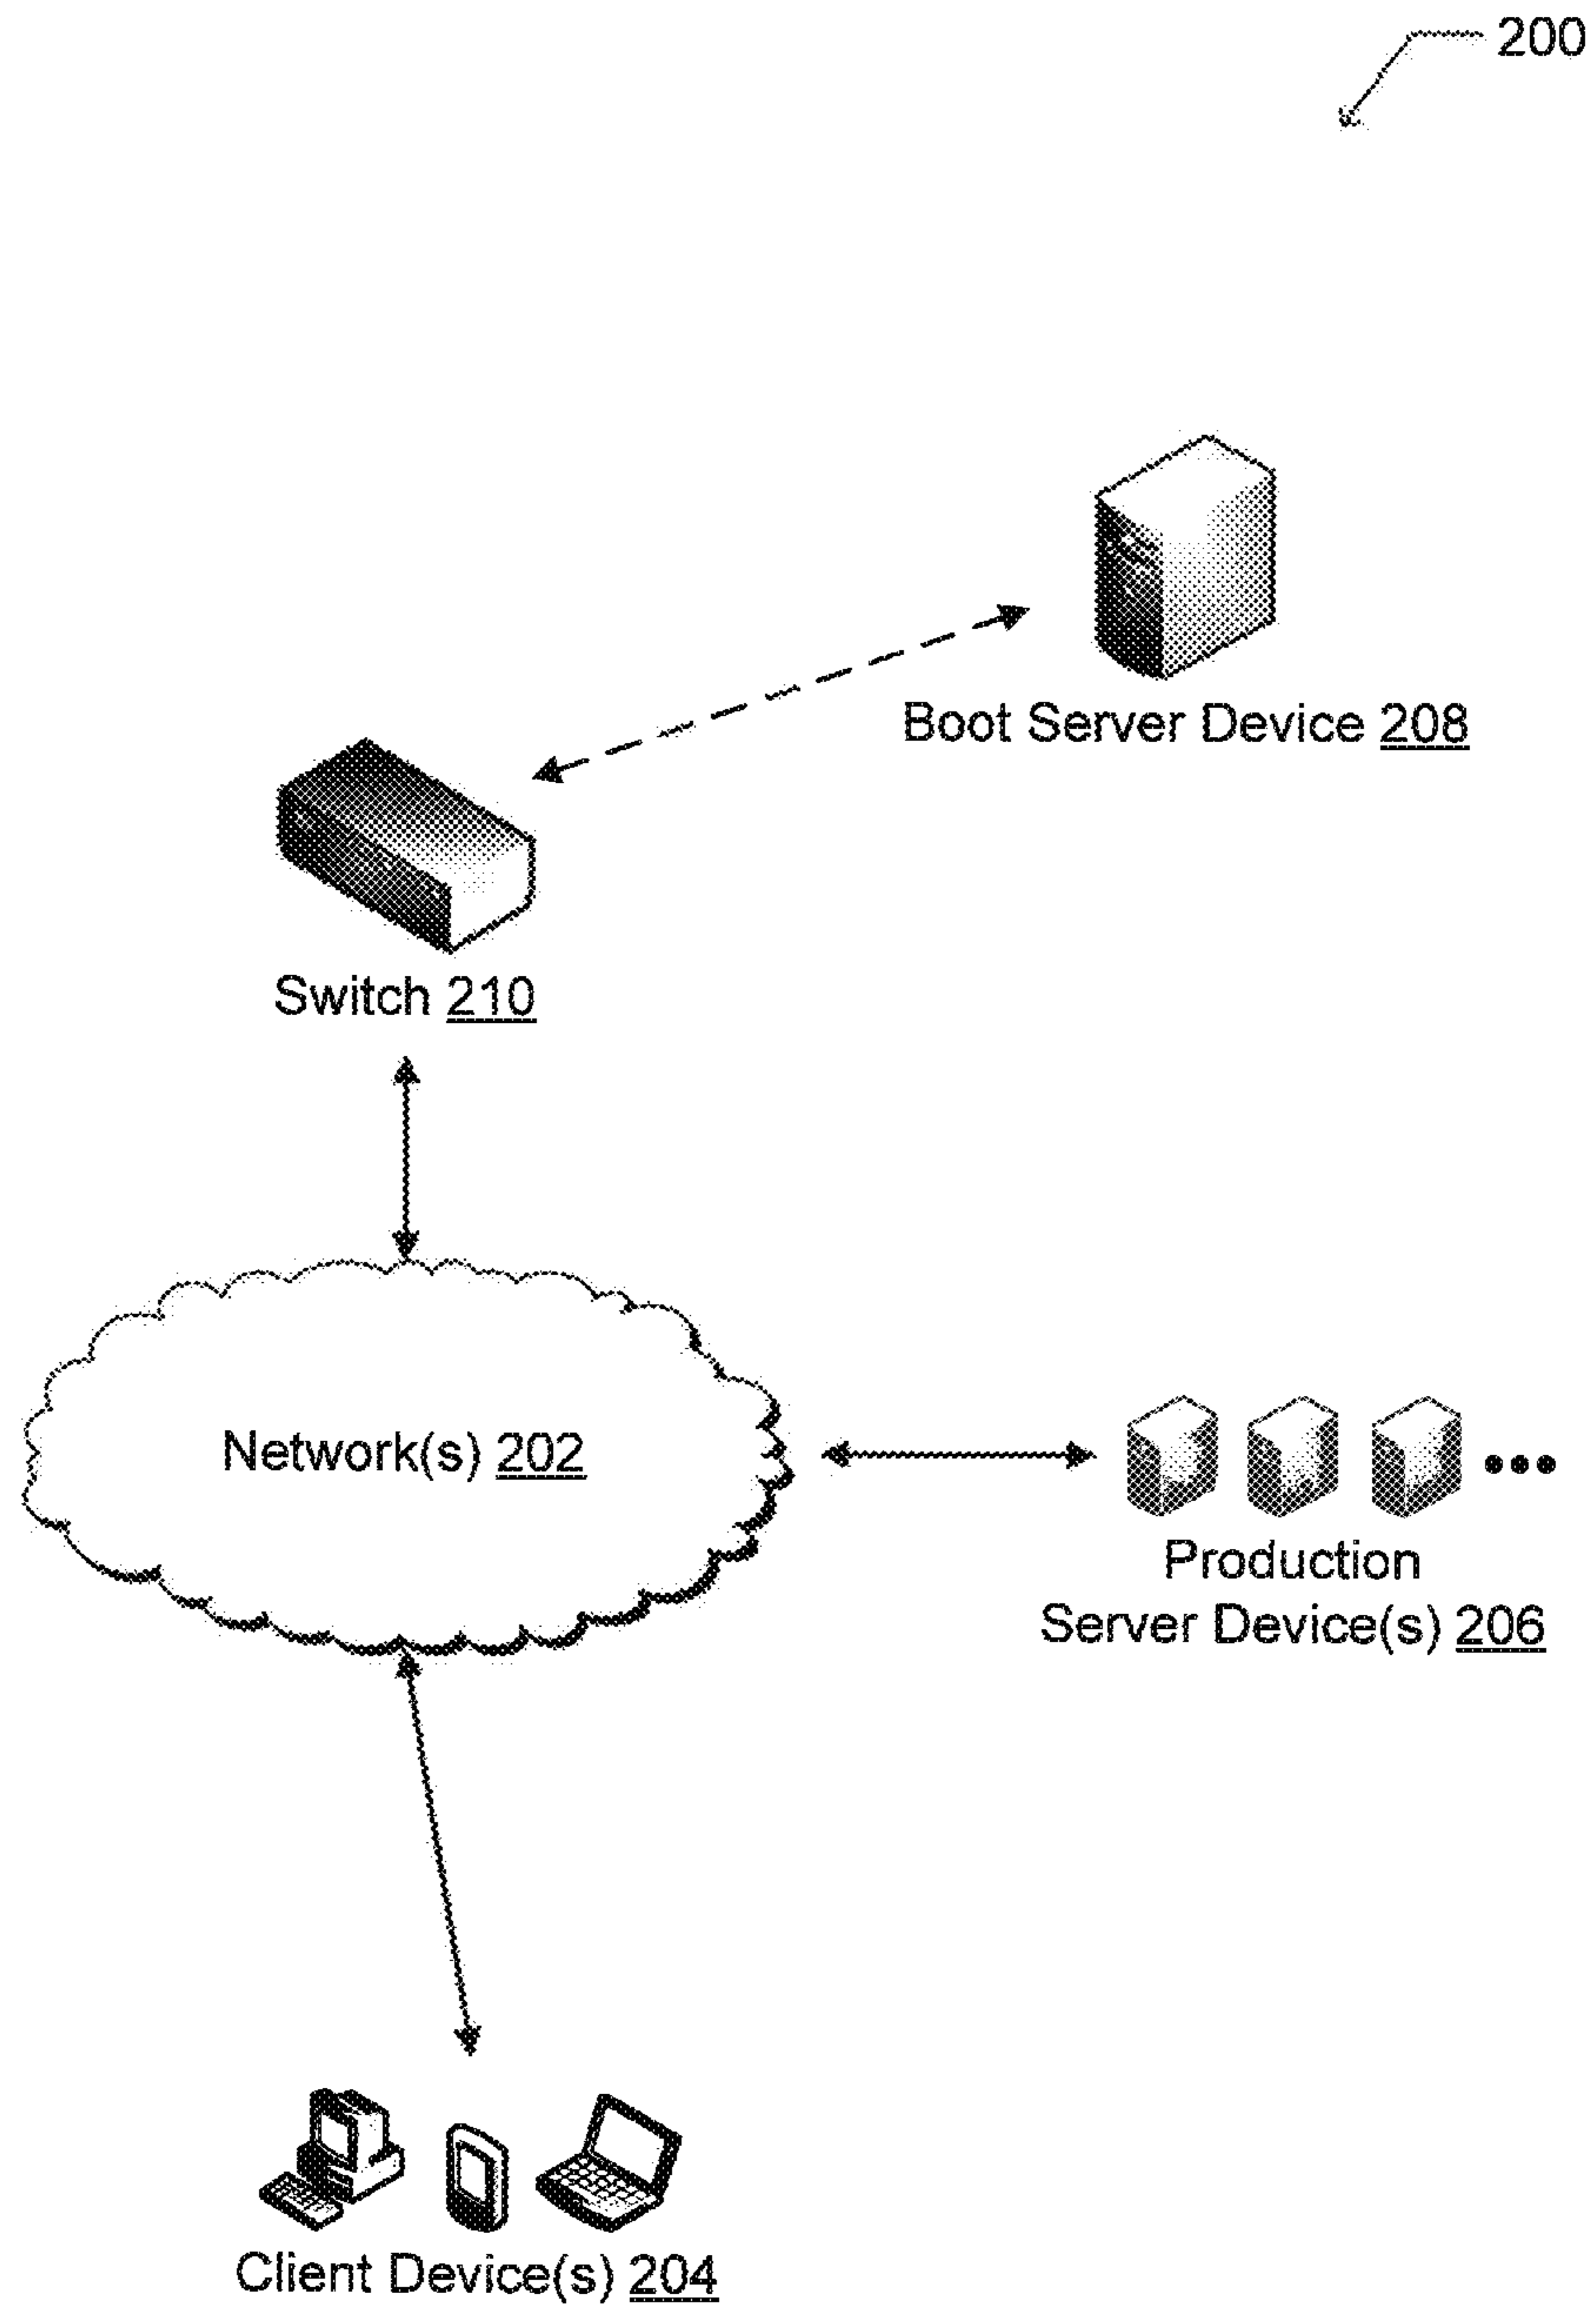 200
Boot Server Device 208
Switch 210
Network(s) 202
Production
Server Device(s) 206
Client Device(s) 204